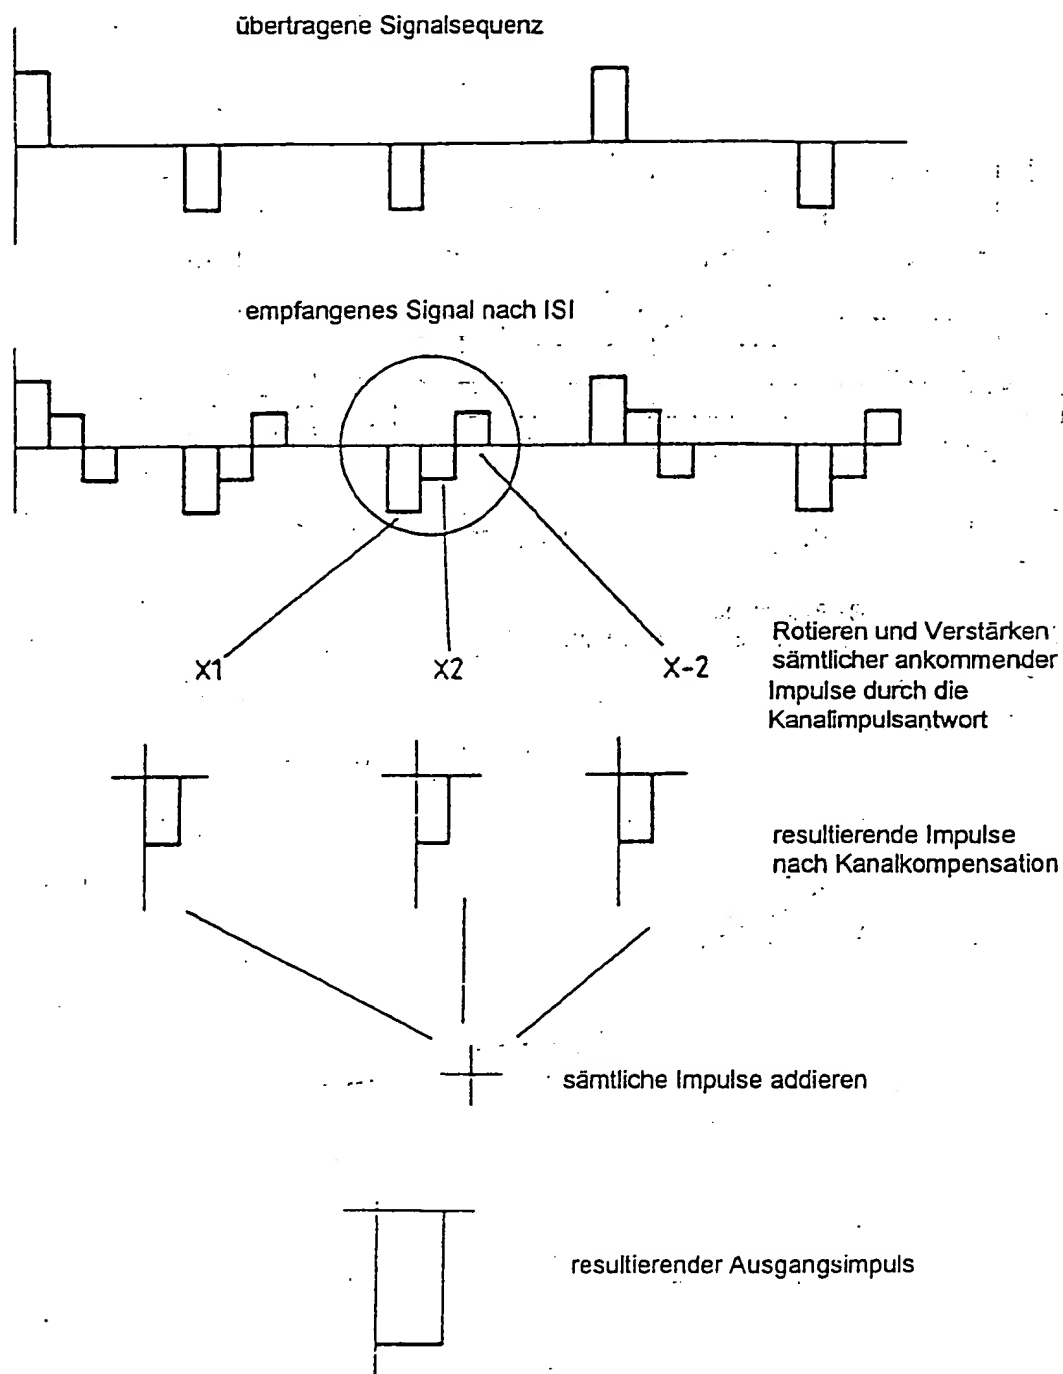 übertragene Signalsequenz
empfangenes Signal nach ISI
X1
X2
X-2
Rotieren und Verstärken
sämtlicher ankommender
Impulse durch die
Kanalimpulsantwort
resultierende Impulse
nach Kanalkompensation
sämtliche Impulse addieren
resultierender Ausgangsimpuls